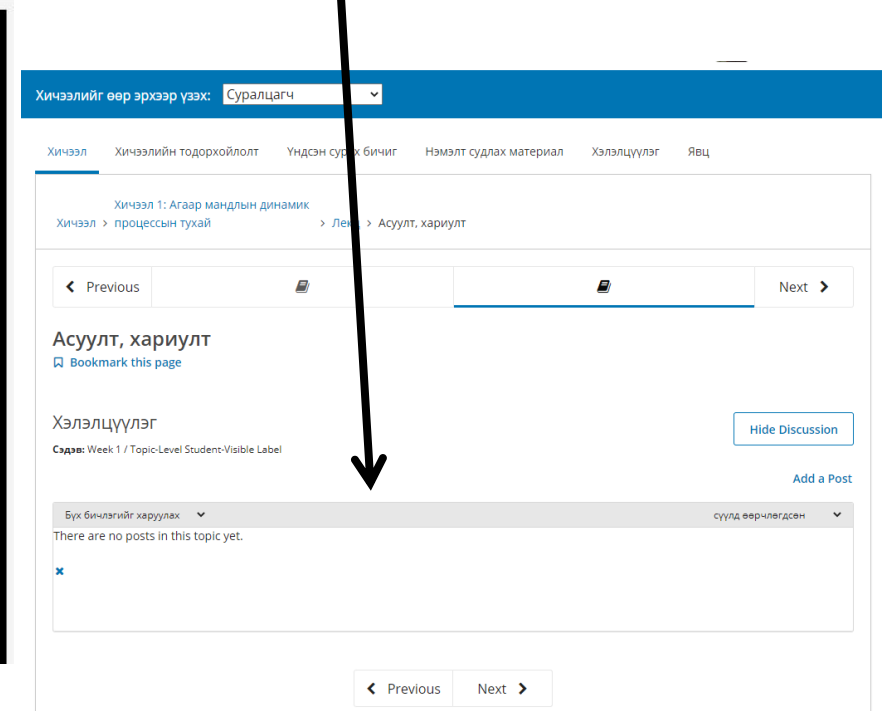 Хичээлийг өөр эрхээр үзэх: Суралцагч
Хичээл Хичээлийн тодорхойлолт Үндсэн сурах бичиг Нэмэлт судлах материал Хэлэлцүүлэг Явц
Хичээл 1: Агаар мандлын динамик
Хичээл > процессын тухай > > Асуулт, хариулт
Previous Next
Асуулт, хариулт
Bookmark this page
Хэлэлцүүлэг
Hide Discussion
Сэдэв: Week 1 / Topic-Level Student-Visible Label
Add a Post
Бүх бичлэгийг харуулах сүүлд өөрчлөгдсөн
There are no posts in this topic yet.
Previous Next